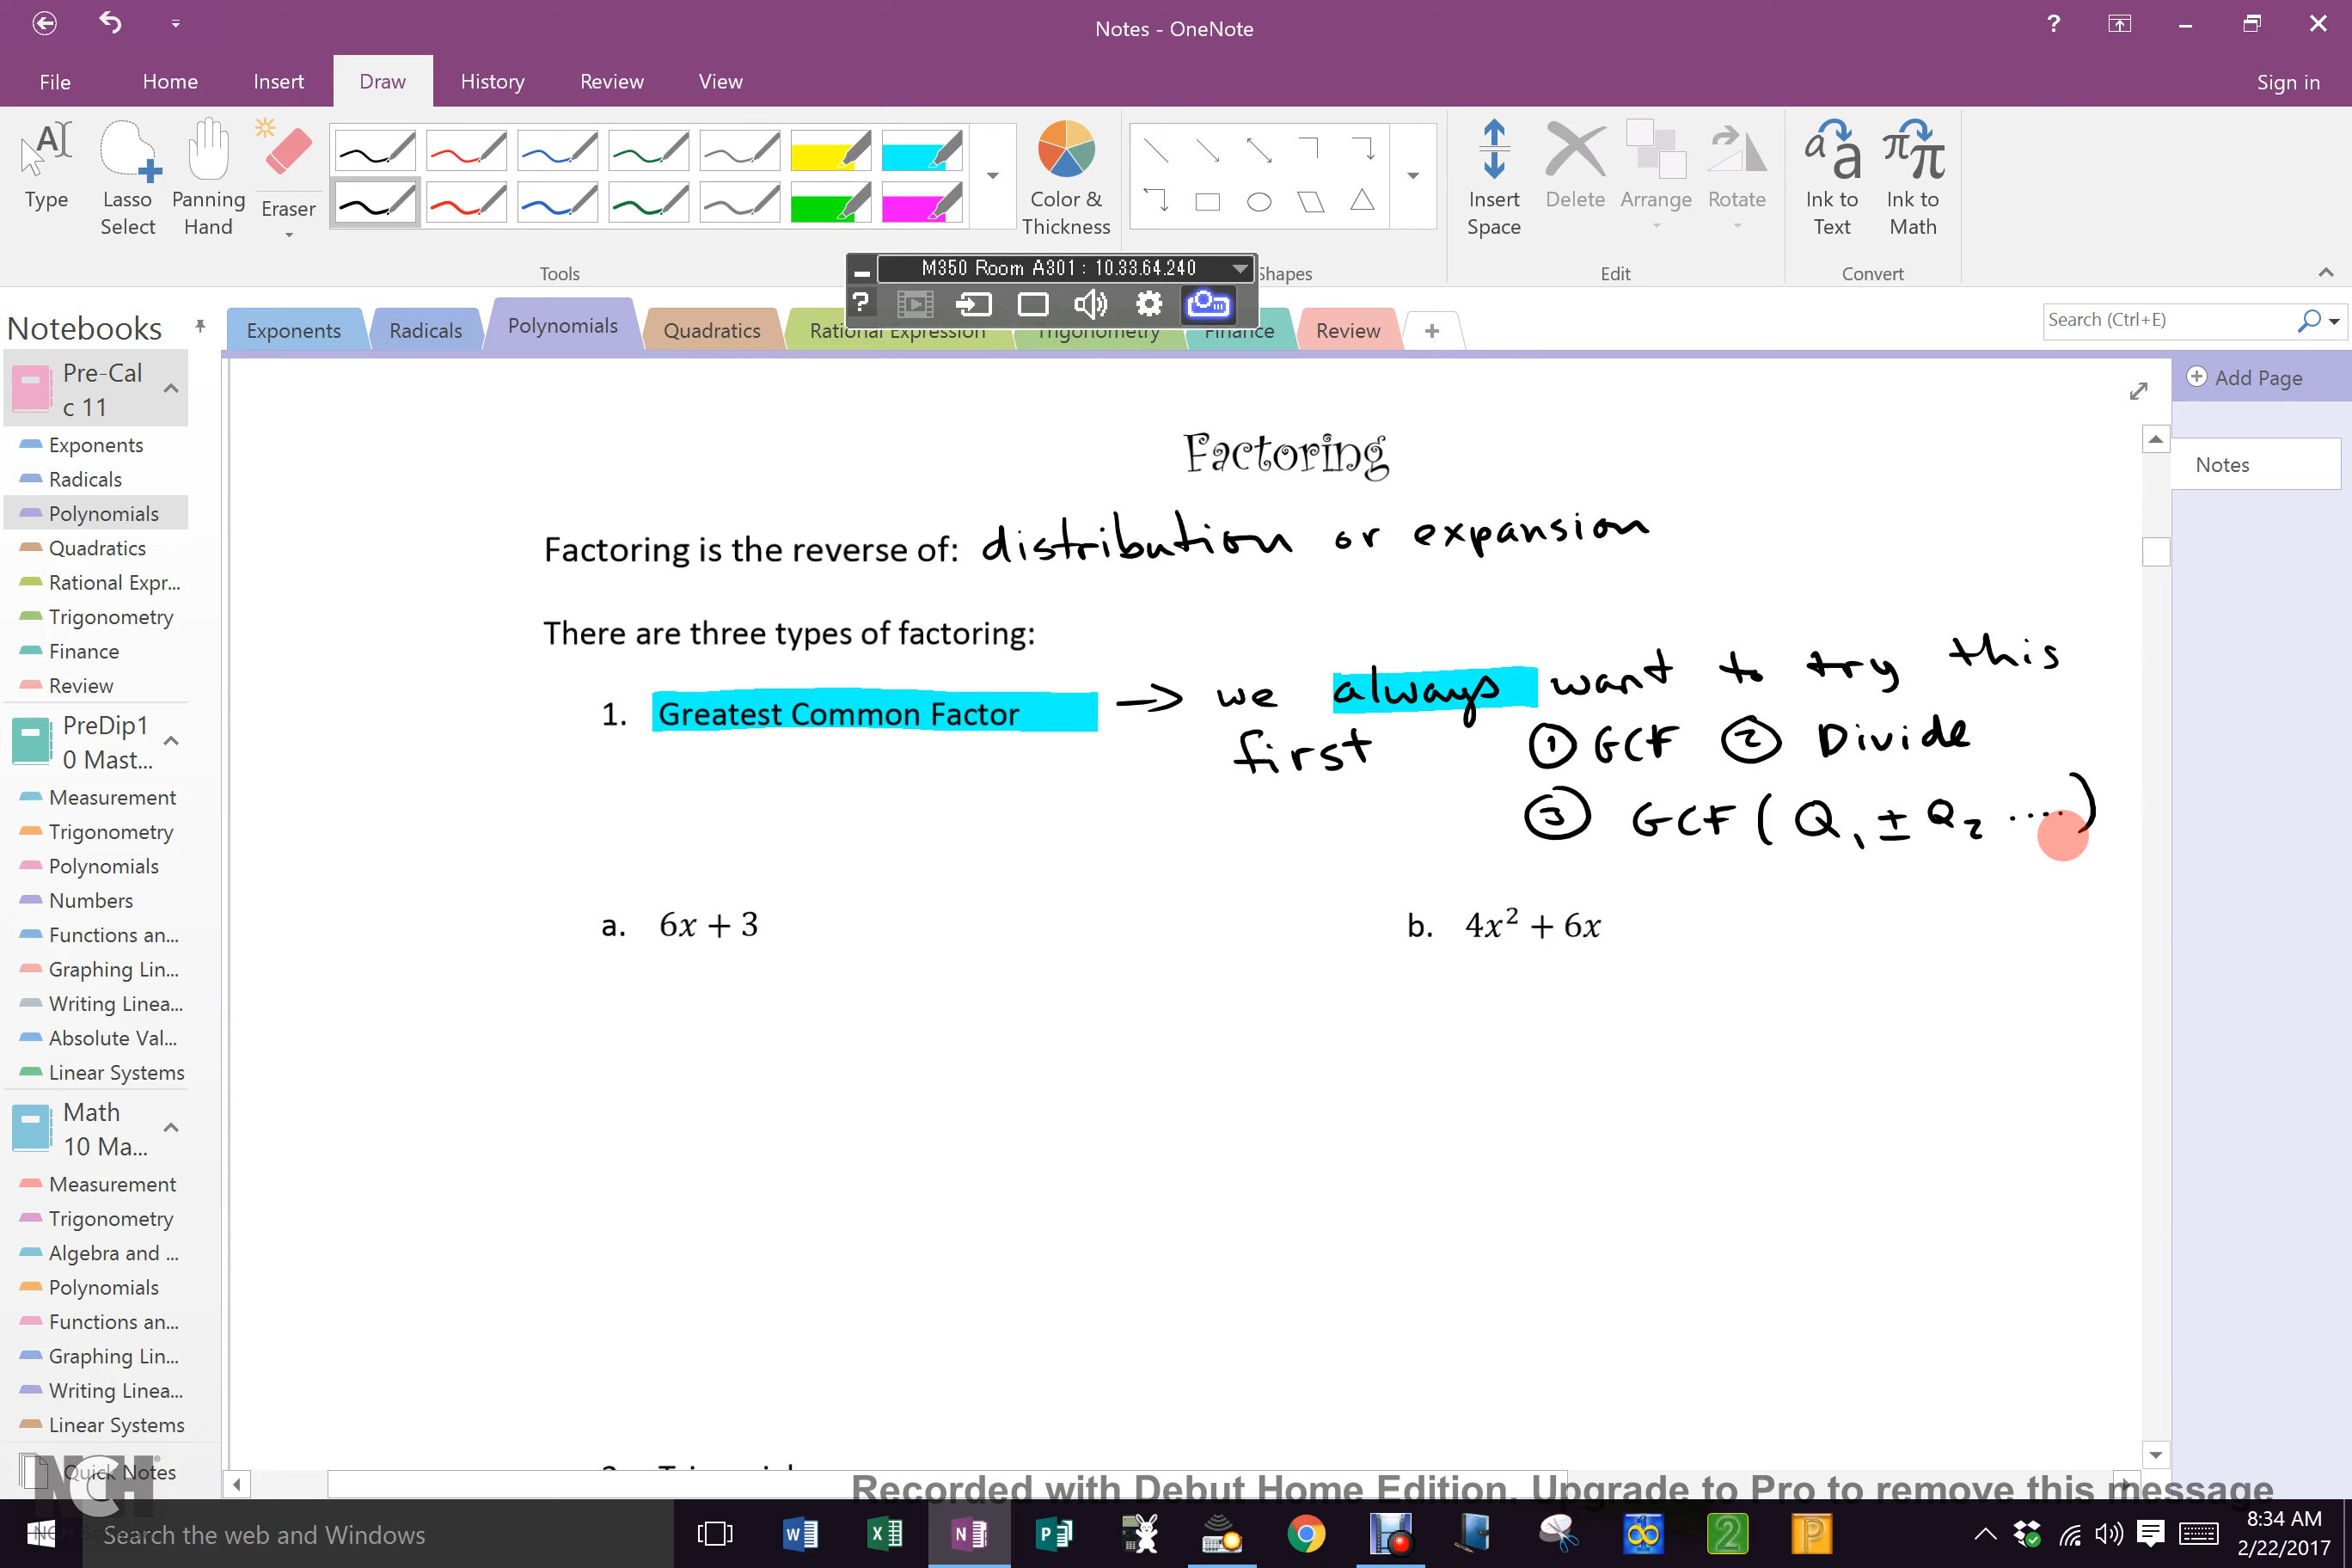 Notes - OneNote
File Home Insert Draw History Review View Sign in
Type
Lasso Select
Panning Hand
Eraser
Color & Thickness
Insert Space
Delete
Arrange
Rotate
Ink to Text
Ink to Math
Tools
Shapes
Edit
Convert
M350 Room A301 : 10.33.64.240
Notebooks
Exponents Radicals Polynomials Quadratics Rational Expression Trigonometry Finance Review
Search (Ctrl+E)
Add Page
Notes
Pre-Cal
c 11
Exponents
Radicals
Polynomials
Quadratics
Rational Expr...
Trigonometry
Finance
Review
PreDip1
0 Mast...
Measurement
Trigonometry
Polynomials
Numbers
Functions an...
Graphing Lin...
Writing Linea...
Absolute Val...
Linear Systems
Math
10 Ma...
Measurement
Trigonometry
Algebra and ...
Polynomials
Functions an...
Graphing Lin...
Writing Linea...
Linear Systems
Quick Notes
Factoring
Factoring is the reverse of: distribution or expansion
There are three types of factoring:
1. Greatest Common Factor → we always want to try this
first ① GCF ② Divide
③ GCF ( Q₁ ± Q₂ ....)
a. 6x + 3
b. 4x² + 6x
Recorded with Debut Home Edition. Upgrade to Pro to remove this message
NCH
Search the web and Windows
8:34 AM
2/22/2017